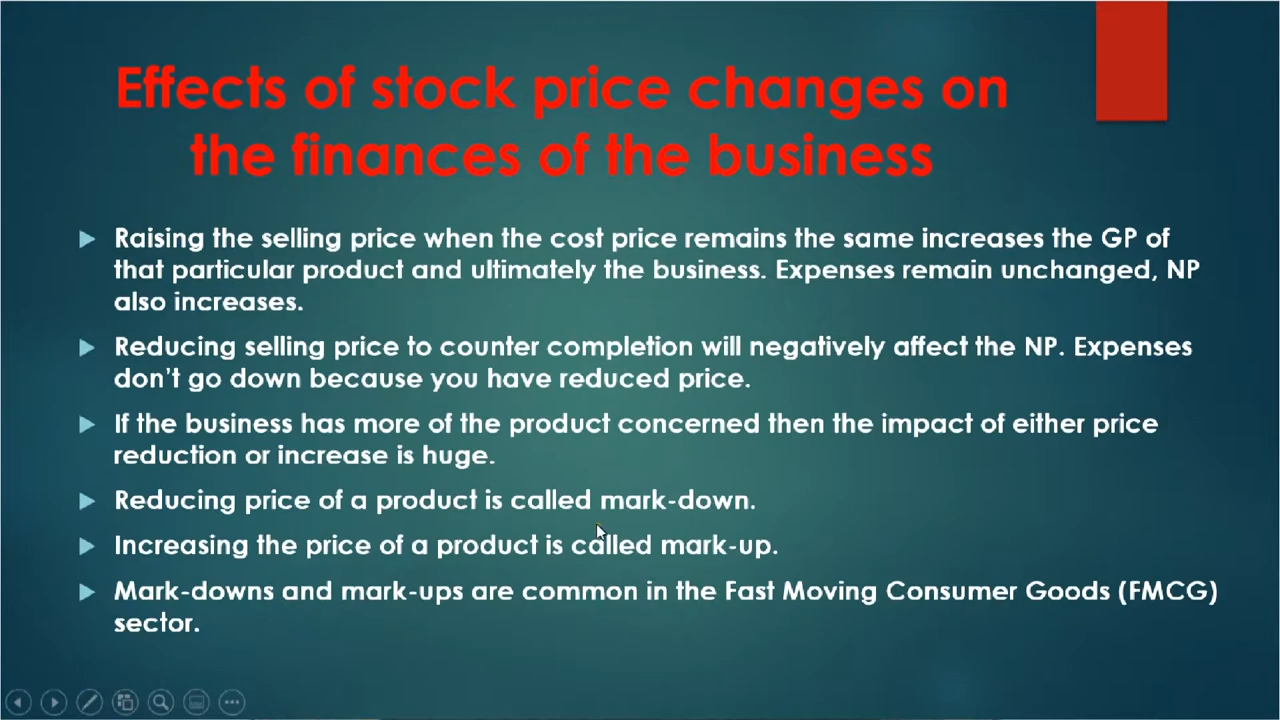 Effects of stock price changes on
the finances of the business
Raising the selling price when the cost price remains the same increases the GP of
that particular product and ultimately the business. Expenses remain unchanged, NP
also increases.
Reducing selling price to counter completion will negatively affect the NP. Expenses
don't go down because you have reduced price.
If the business has more of the product concerned then the impact of either price
reduction or increase is huge.
Reducing price of a product is called mark-down.
Increasing the price of a product is called mark-up.
Mark-downs and mark-ups are common in the Fast Moving Consumer Goods (FMCG)
sector.